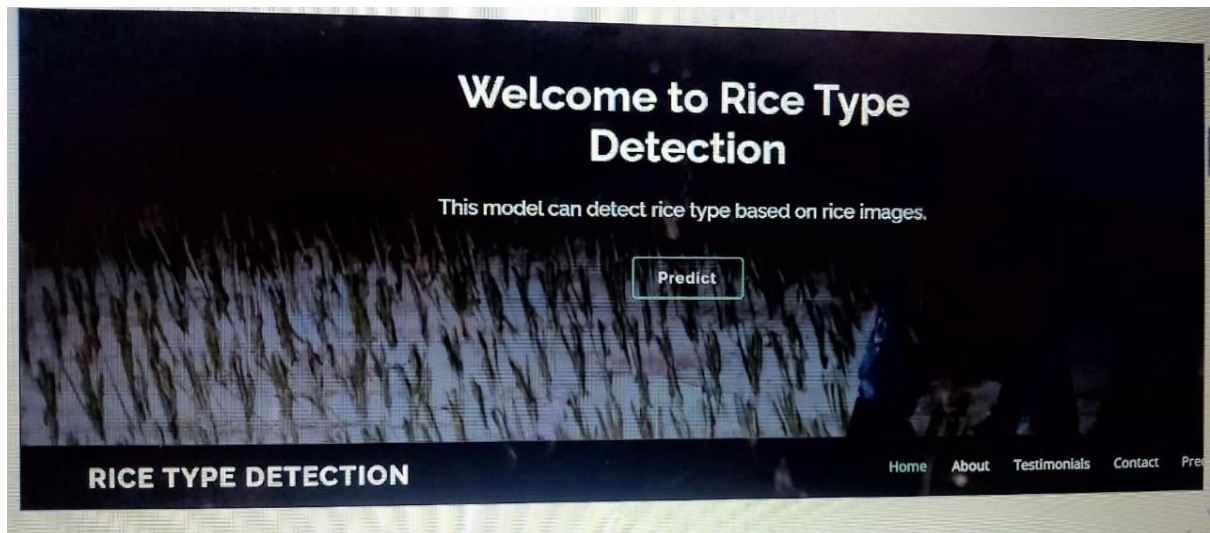 Welcome to Rice Type
Detection
This model can detect rice type based on rice images.
Predict
RICE TYPE DETECTION
Home About Testimonials Contact